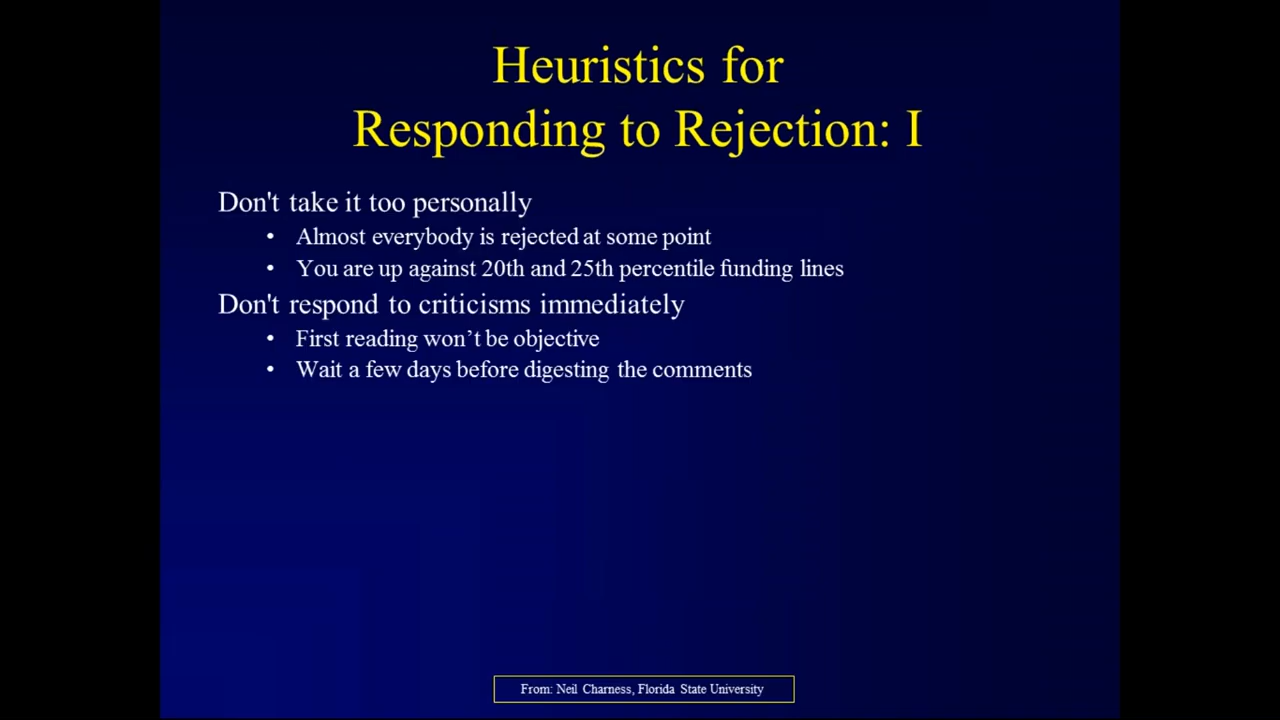 Heuristics for
Responding to Rejection: I
Don't take it too personally
• Almost everybody is rejected at some point
• You are up against 20th and 25th percentile funding lines
Don't respond to criticisms immediately
• First reading won’t be objective
• Wait a few days before digesting the comments
From: Neil Charness, Florida State University